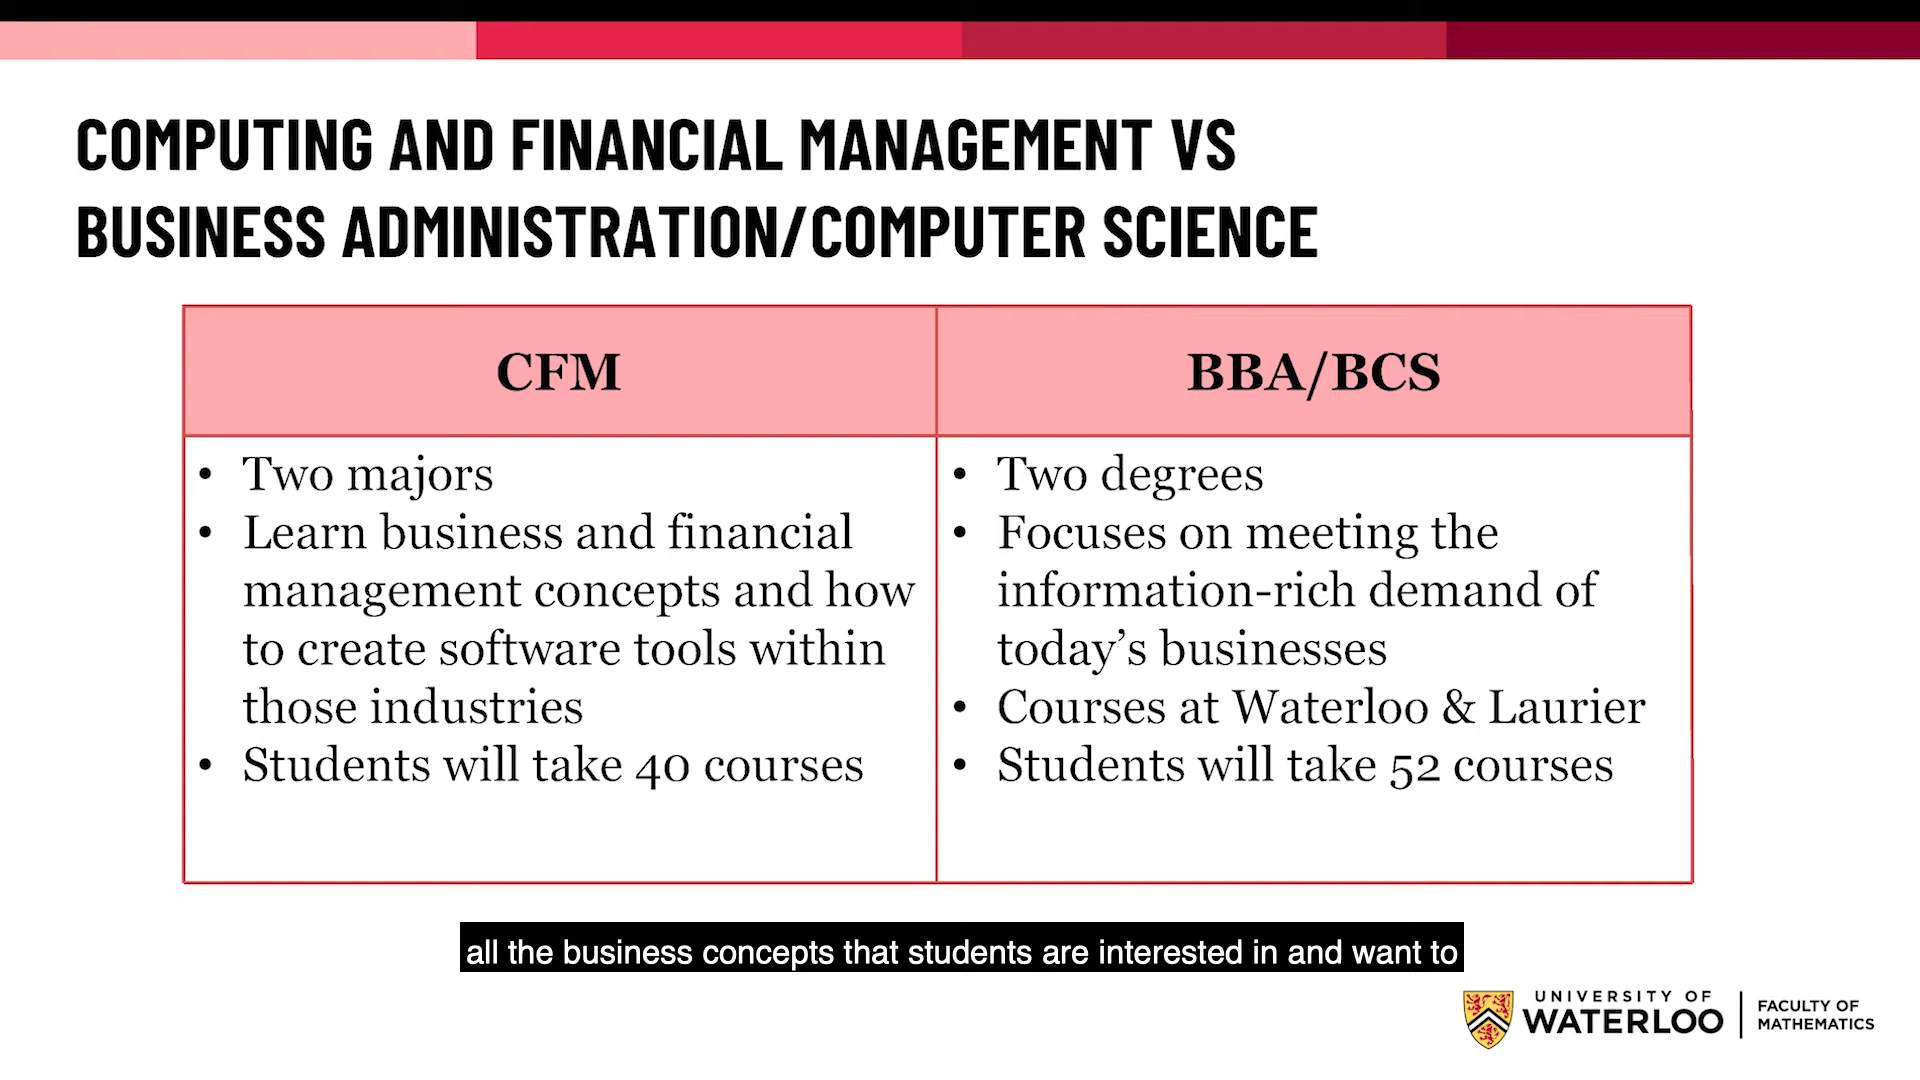 COMPUTING AND FINANCIAL MANAGEMENT VS
BUSINESS ADMINISTRATION/COMPUTER SCIENCE
CFM
• Two majors
• Learn business and financial
management concepts and how
to create software tools within
those industries
• Students will take 40 courses
BBA/BCS
• Two degrees
• Focuses on meeting the
information-rich demand of
today’s businesses
• Courses at Waterloo & Laurier
• Students will take 52 courses
all the business concepts that students are interested in and want to
UNIVERSITY OF
WATERLOO
FACULTY OF
MATHEMATICS